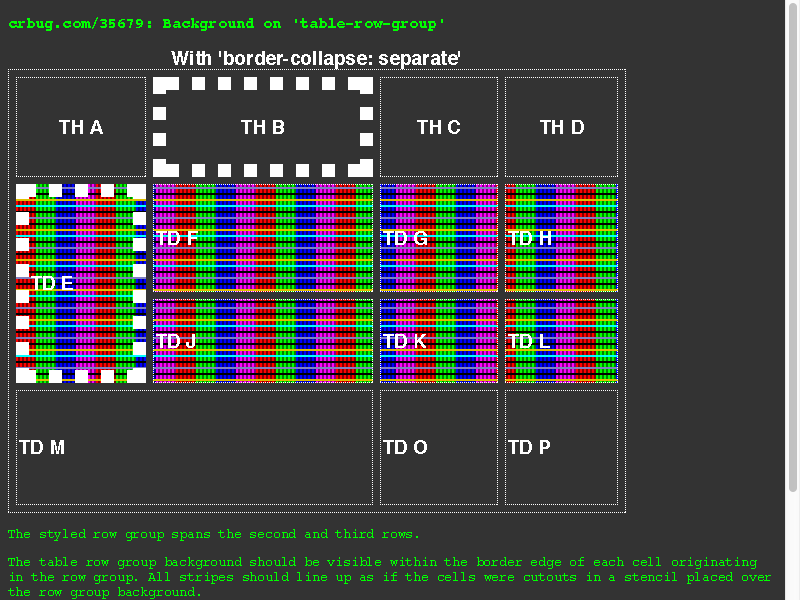 crbug.com/35679: Background on 'table-row-group'
With 'border-collapse: separate'
TH A
TH B
TH C
TH D
TD E
TD F
TD G
TD H
TD J
TD K
TD L
TD M
TD O
TD P
The styled row group spans the second and third rows.
The table row group background should be visible within the border edge of each cell originating
in the row group. All stripes should line up as if the cells were cutouts in a stencil placed over
the row group background.